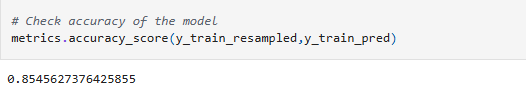 # Check accuracy of the model
metrics.accuracy_score(y_train_resampled,y_train_pred)
0.8545627376425855